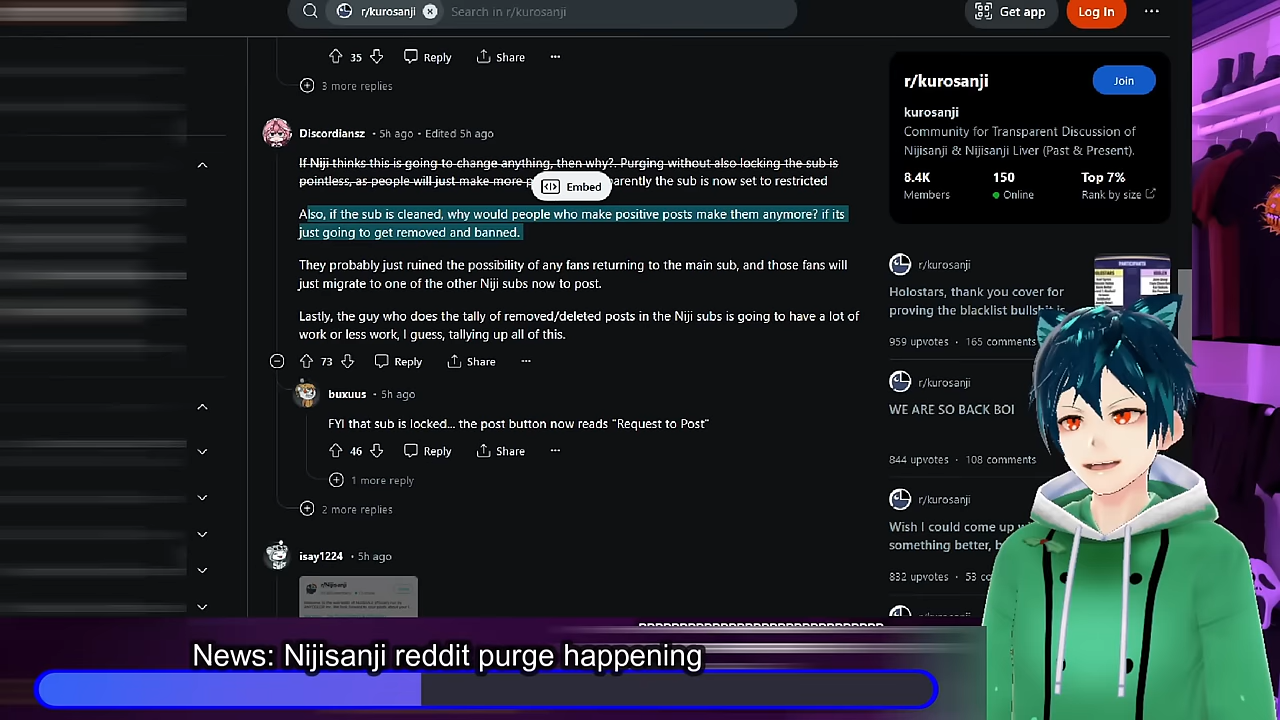 r/kurosanji
Search in r/kurosanji
Get app
Log In
35
Reply
Share
3 more replies
Discordiansz • 5h ago • Edited 5h ago
If Niji thinks this is going to change anything, then why?. Purging without also locking the sub is
pointless, as people will just make more
Embed
the sub is now set to restricted
Also, if the sub is cleaned, why would people who make positive posts make them anymore? if its
just going to get removed and banned.
They probably just ruined the possibility of any fans returning to the main sub, and those fans will
just migrate to one of the other Niji subs now to post.
Lastly, the guy who does the tally of removed/deleted posts in the Niji subs is going to have a lot of
work or less work, I guess, tallying up all of this.
73
Reply
Share
buxuus • 5h ago
FYI that sub is locked... the post button now reads "Request to Post"
46
Reply
Share
1 more reply
2 more replies
isay1224 • 5h ago
r/kurosanji
Join
kurosanji
Community for Transparent Discussion of
Nijisanji & Nijisanji Liver (Past & Present).
8.4K
150
Top 7%
Members
Online
Rank by size
r/kurosanji
Holostars, thank you cover for
proving the blacklist bullshit is
959 upvotes • 165 comments
r/kurosanji
WE ARE SO BACK BOI
844 upvotes • 108 comments
r/kurosanji
Wish I could come up
something better,
832 upvotes • 53
r/kurosanji
News: Nijisanji reddit purge happening